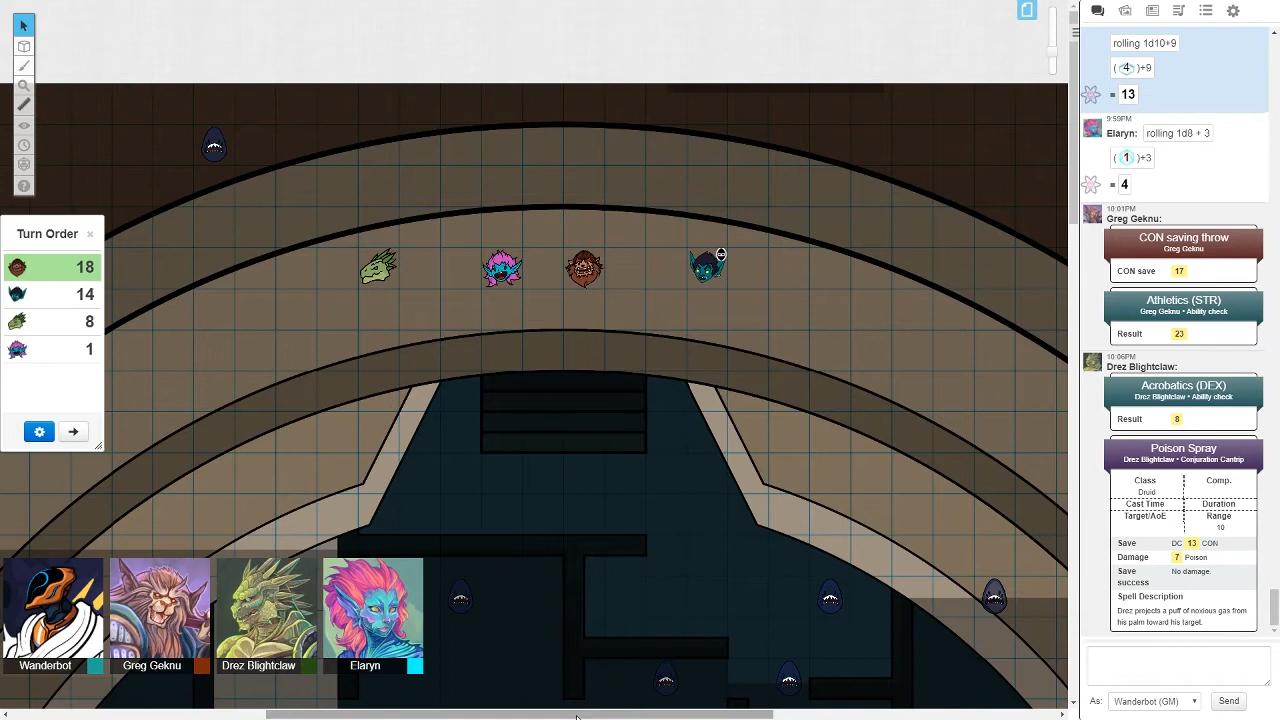 Turn Order ×
18
14
8
1
Wanderbot
Greg Geknu
Drez Blightclaw
Elaryn
rolling 1d10+9
( 4 )+9
= 13
9:59PM
Elaryn: rolling 1d8 + 3
( 1 )+3
= 4
10:01PM
Greg Geknu:
CON saving throw
Greg Geknu
CON save 17
Athletics (STR)
Greg Geknu • Ability check
Result 23
10:06PM
Drez Blightclaw:
Acrobatics (DEX)
Drez Blightclaw • Ability check
Result 8
Poison Spray
Drez Blightclaw • Conjuration Cantrip
Class Comp.
Druid
Cast Time Duration
Target/AoE Range
10
Save DC 13 CON
Damage 7 Poison
Save success No damage.
Spell Description
Drez projects a puff of noxious gas from
his palm toward his target.
As: Wanderbot (GM) Send